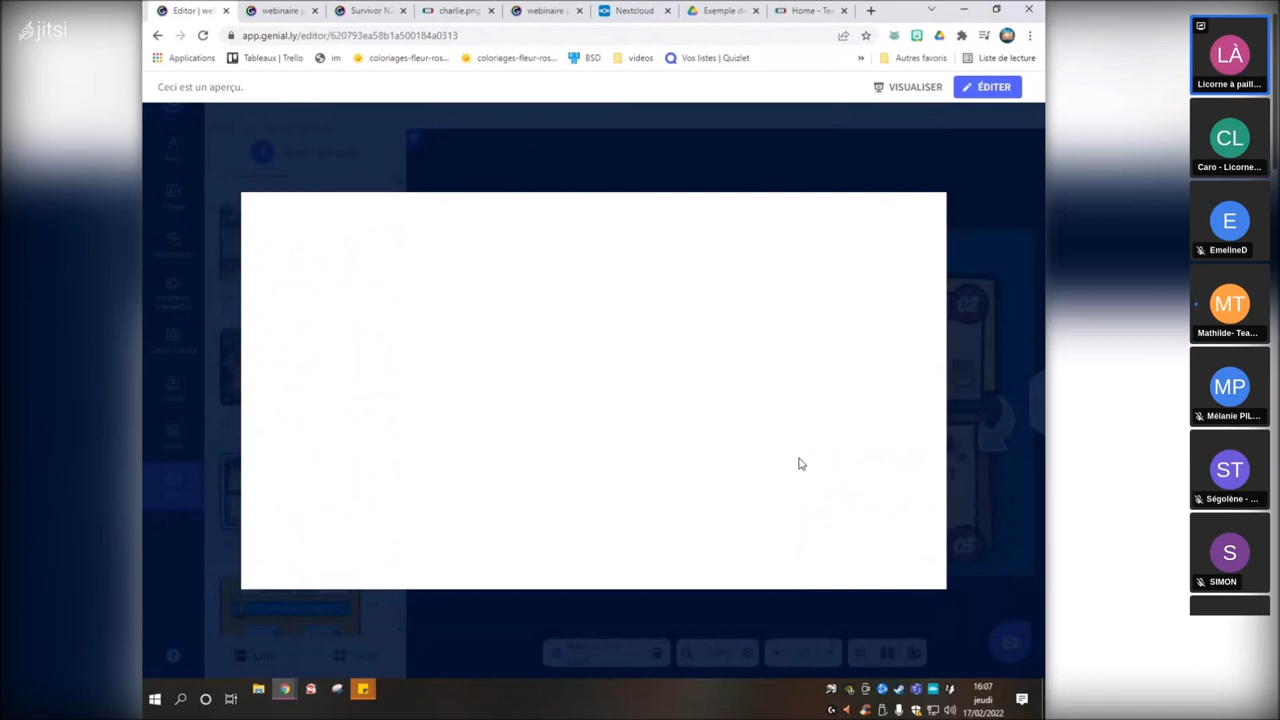 jitsi
Editor | wel
webinaire p
Survivor N
charlie.png
webinaire p
Nextcloud
Exemple de
Home - Te
app.genial.ly/editor/620793ea58b1a500184a0313
Applications
Tableaux | Trello
im
coloriages-fleur-ros...
coloriages-fleur-ros...
BSD
videos
Vos listes | Quizlet
»
Autres favoris
Liste de lecture
Ceci est un aperçu.
VISUALISER
ÉDITER
02
03
LÀ
Licorne à paill...
CL
Caro - Licorne...
E
EmelineD
MT
Mathilde- Tea...
MP
Mélanie PIL...
ST
Ségolène - ...
S
SIMON
16:07
jeudi
17/02/2022